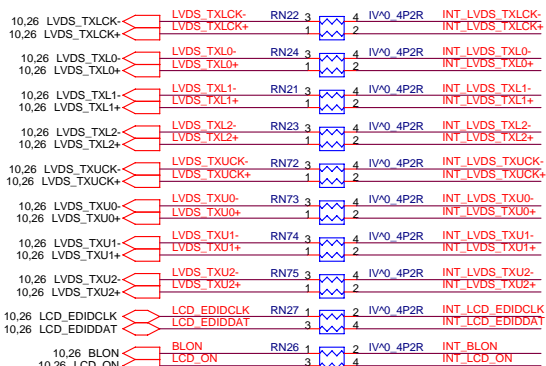 10,26 LVDS_TXLCK- LVDS_TXLCK- RN22 3 4 IV^0_4P2R INT_LVDS_TXLCK-
10,26 LVDS_TXLCK+ LVDS_TXLCK+ 1 2 INT_LVDS_TXLCK+
10,26 LVDS_TXL0- LVDS_TXL0- RN24 3 4 IV^0_4P2R INT_LVDS_TXL0-
10,26 LVDS_TXL0+ LVDS_TXL0+ 1 2 INT_LVDS_TXL0+
10,26 LVDS_TXL1- LVDS_TXL1- RN21 3 4 IV^0_4P2R INT_LVDS_TXL1-
10,26 LVDS_TXL1+ LVDS_TXL1+ 1 2 INT_LVDS_TXL1+
10,26 LVDS_TXL2- LVDS_TXL2- RN23 3 4 IV^0_4P2R INT_LVDS_TXL2-
10,26 LVDS_TXL2+ LVDS_TXL2+ 1 2 INT_LVDS_TXL2+
10,26 LVDS_TXUCK- LVDS_TXUCK- RN72 3 4 IV^0_4P2R INT_LVDS_TXUCK-
10,26 LVDS_TXUCK+ LVDS_TXUCK+ 1 2 INT_LVDS_TXUCK+
10,26 LVDS_TXU0- LVDS_TXU0- RN73 3 4 IV^0_4P2R INT_LVDS_TXU0-
10,26 LVDS_TXU0+ LVDS_TXU0+ 1 2 INT_LVDS_TXU0+
10,26 LVDS_TXU1- LVDS_TXU1- RN74 3 4 IV^0_4P2R INT_LVDS_TXU1-
10,26 LVDS_TXU1+ LVDS_TXU1+ 1 2 INT_LVDS_TXU1+
10,26 LVDS_TXU2- LVDS_TXU2- RN75 3 4 IV^0_4P2R INT_LVDS_TXU2-
10,26 LVDS_TXU2+ LVDS_TXU2+ 1 2 INT_LVDS_TXU2+
10,26 LCD_EDIDCLK LCD_EDIDCLK RN27 1 2 IV^0_4P2R INT_LCD_EDIDCLK
10,26 LCD_EDIDDAT LCD_EDIDDAT 3 4 INT_LCD_EDIDDAT
10,26 BLON BLON RN26 1 2 IV^0_4P2R INT_BLON
10,26 LCD_ON LCD_ON 3 4 INT_LCD_ON